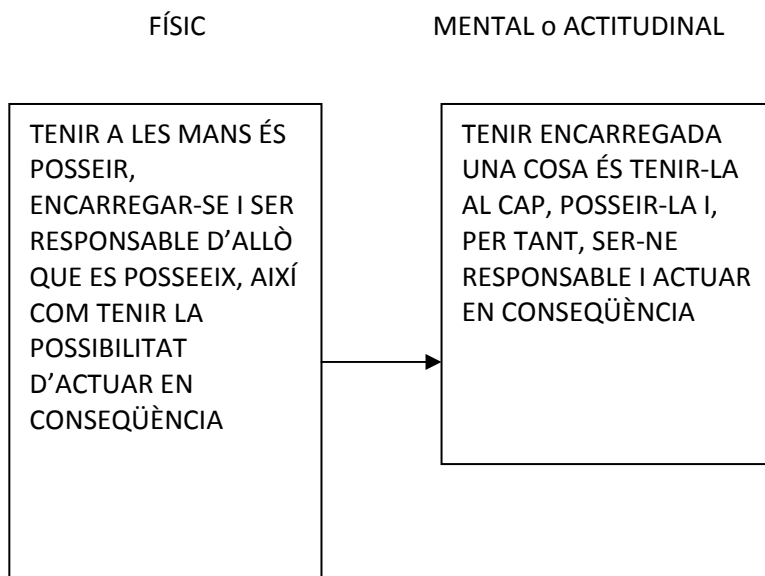 FÍSIC
MENTAL o ACTITUDINAL
TENIR A LES MANS ÉS
POSSEIR,
ENCARREGAR-SE I SER
RESPONSABLE D’ALLÒ
QUE ES POSSEEIX, AIXÍ
COM TENIR LA
POSSIBILITAT
D’ACTUAR EN
CONSEQÜÈNCIA
TENIR ENCARREGADA
UNA COSA ÉS TENIR-LA
AL CAP, POSSEIR-LA I,
PER TANT, SER-NE
RESPONSABLE I ACTUAR
EN CONSEQÜÈNCIA